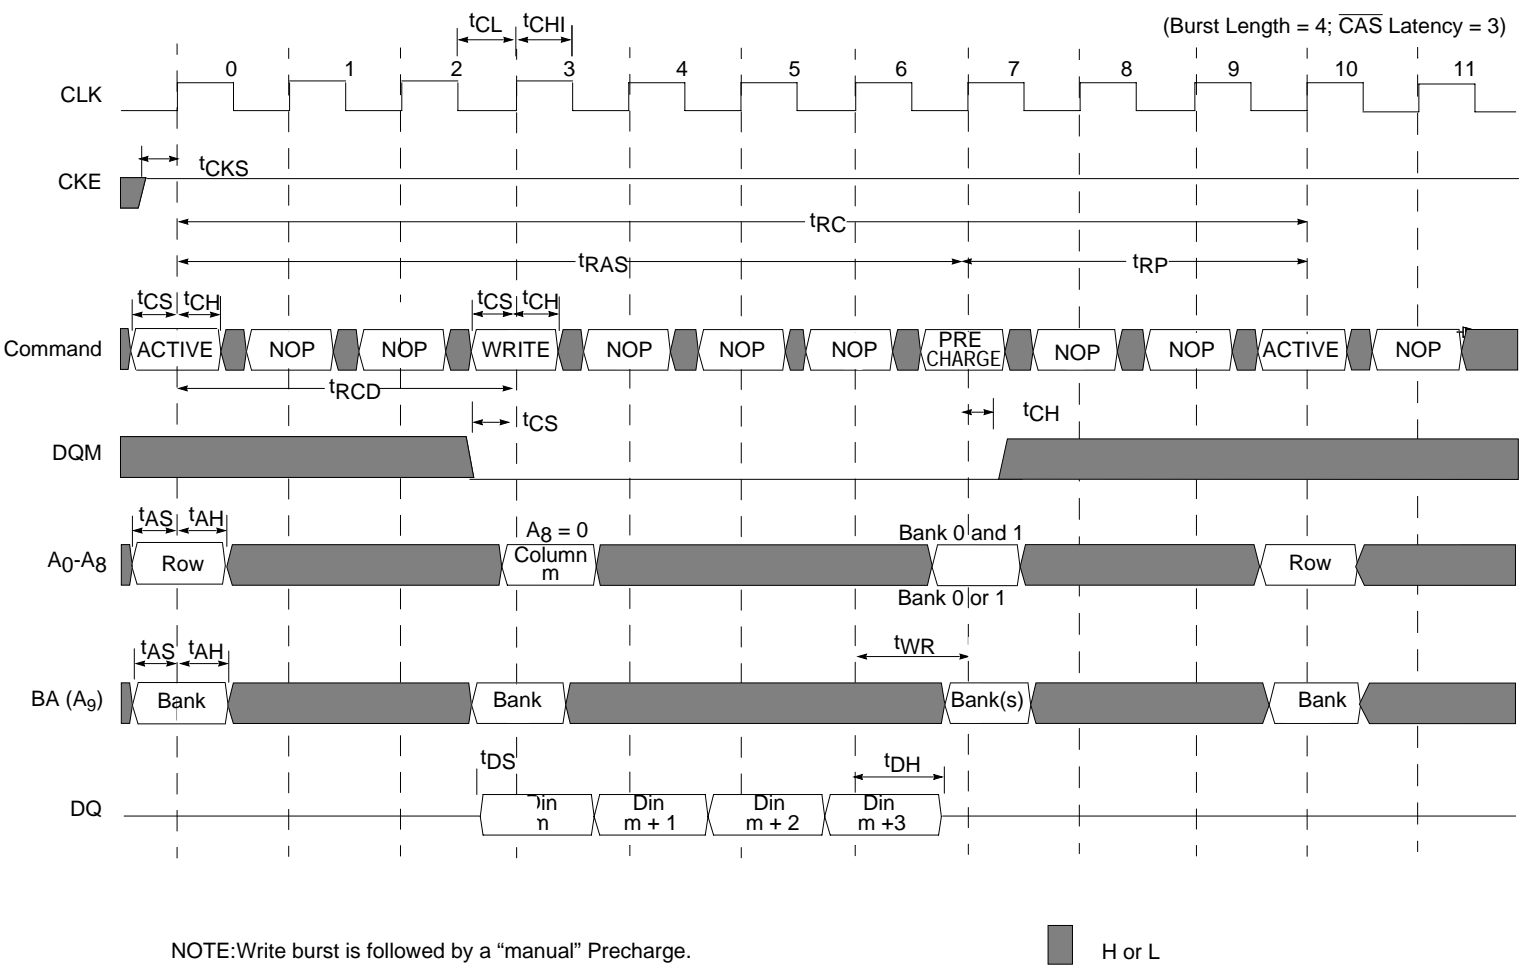 (Burst Length = 4; CAS Latency = 3)
tCL tCHI
0 1 2 3 4 5 6 7 8 9 10 11
CLK
tCKS
CKE
tRC
tRAS tRP
tCS tCH tCS tCH
Command ACTIVE NOP NOP WRITE NOP NOP NOP PRE CHARGE NOP NOP ACTIVE NOP
tRCD
tCS tCH
DQM
tAS tAH A8 = 0 Bank 0 and 1
A0-A8 Row Column m Row
Bank 0 or 1
tAS tAH tWR
BA (A9) Bank Bank Bank(s) Bank
tDS tDH
DQ Din m Din m + 1 Din m + 2 Din m +3
NOTE:Write burst is followed by a “manual” Precharge.
H or L